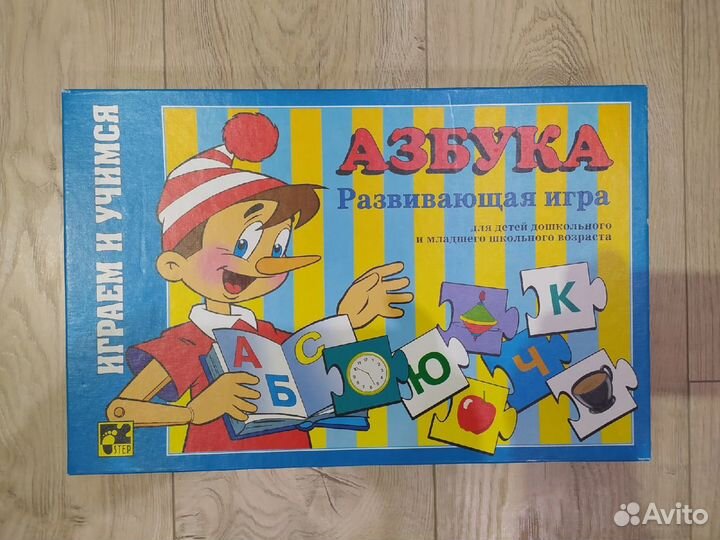 ИГРАЕМ И УЧИМСЯ
АЗБУКА
Развивающая игра
для детей дошкольного
и младшего школьного возраста
К
А
С
Б
Ю
Ч
STEP
Avito